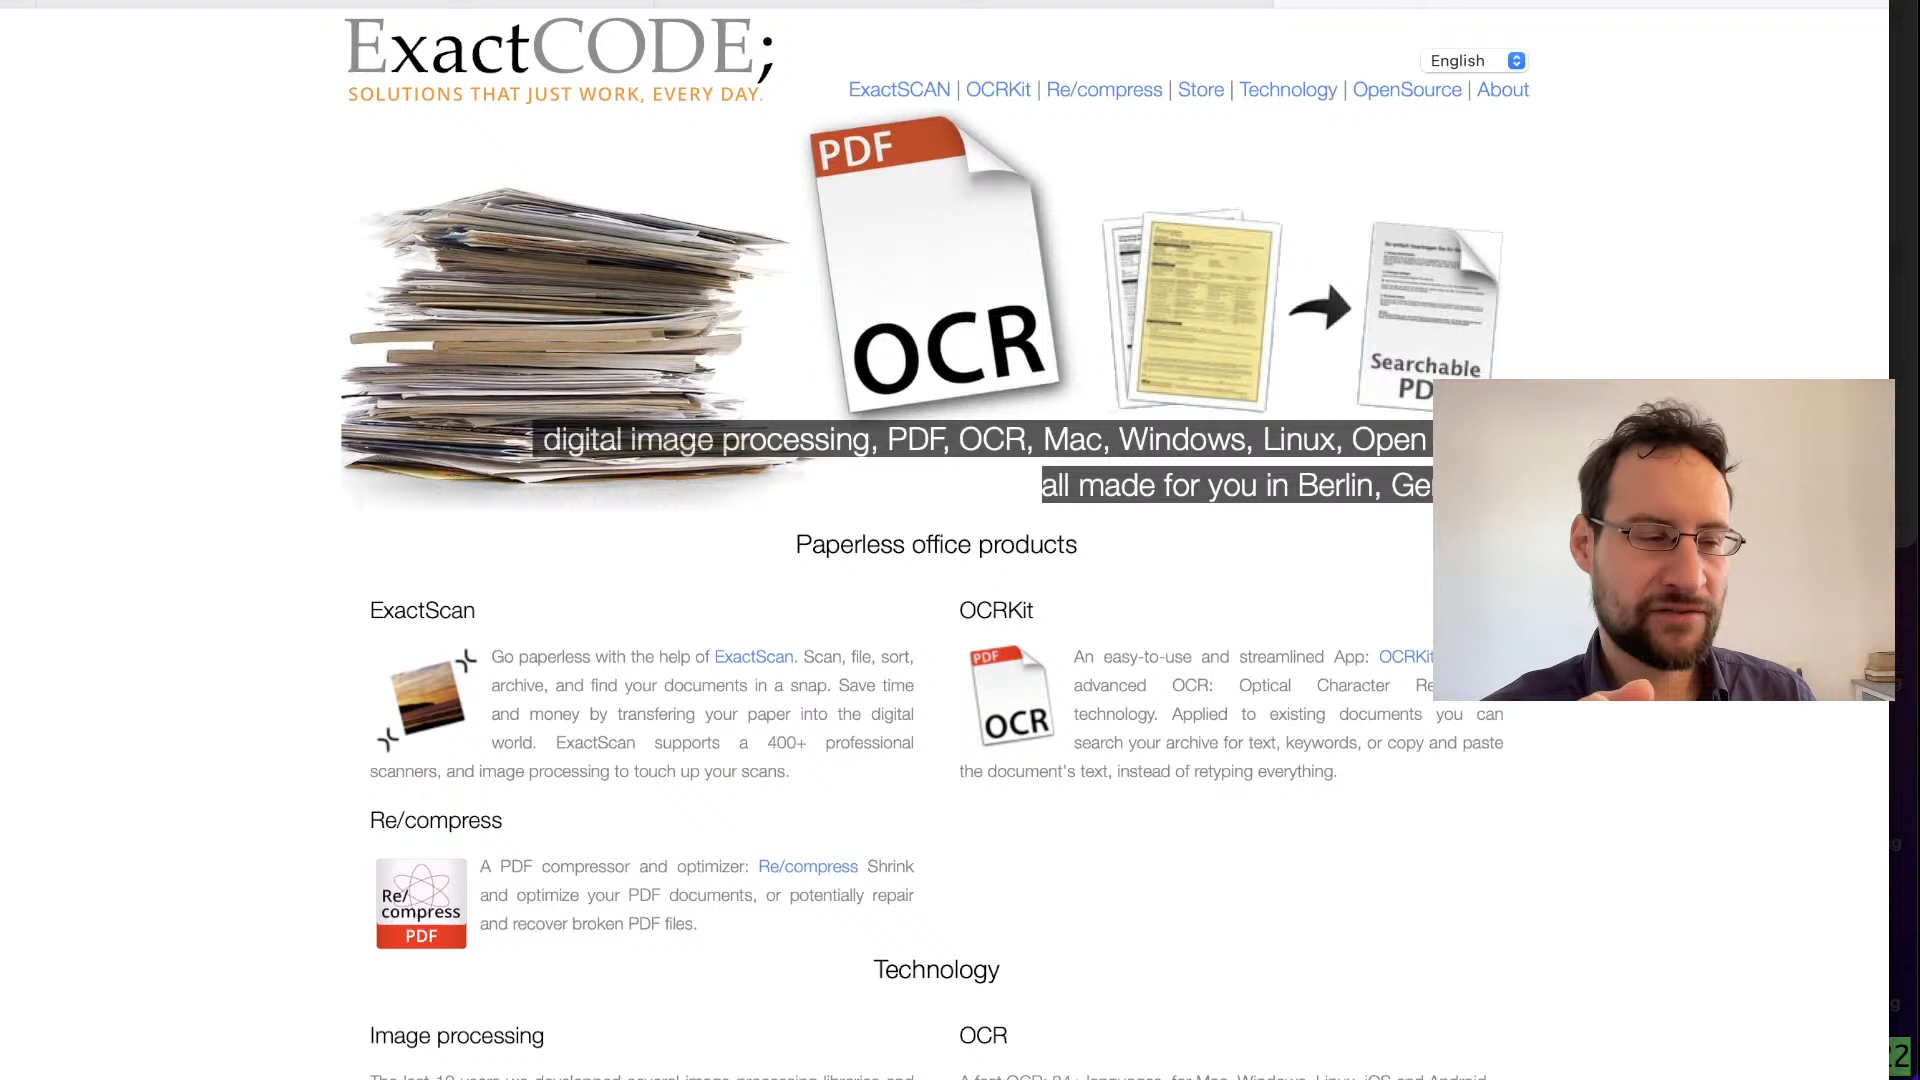 ExactCODE;
SOLUTIONS THAT JUST WORK, EVERY DAY.
English
ExactSCAN | OCRKit | Re/compress | Store | Technology | OpenSource | About
PDF
OCR
Searchable
digital image processing, PDF, OCR, Mac, Windows, Linux, Open
all made for you in Berlin,
Paperless office products
ExactScan
Go paperless with the help of ExactScan. Scan, file, sort,
archive, and find your documents in a snap. Save time
and money by transfering your paper into the digital
world. ExactScan supports a 400+ professional
scanners, and image processing to touch up your scans.
OCRKit
PDF
OCR
An easy-to-use and streamlined App: OCRKit
advanced OCR: Optical Character
technology. Applied to existing documents you can
search your archive for text, keywords, or copy and paste
the document's text, instead of retyping everything.
Re/compress
Re/
compress
PDF
A PDF compressor and optimizer: Re/compress Shrink
and optimize your PDF documents, or potentially repair
and recover broken PDF files.
Technology
Image processing
OCR